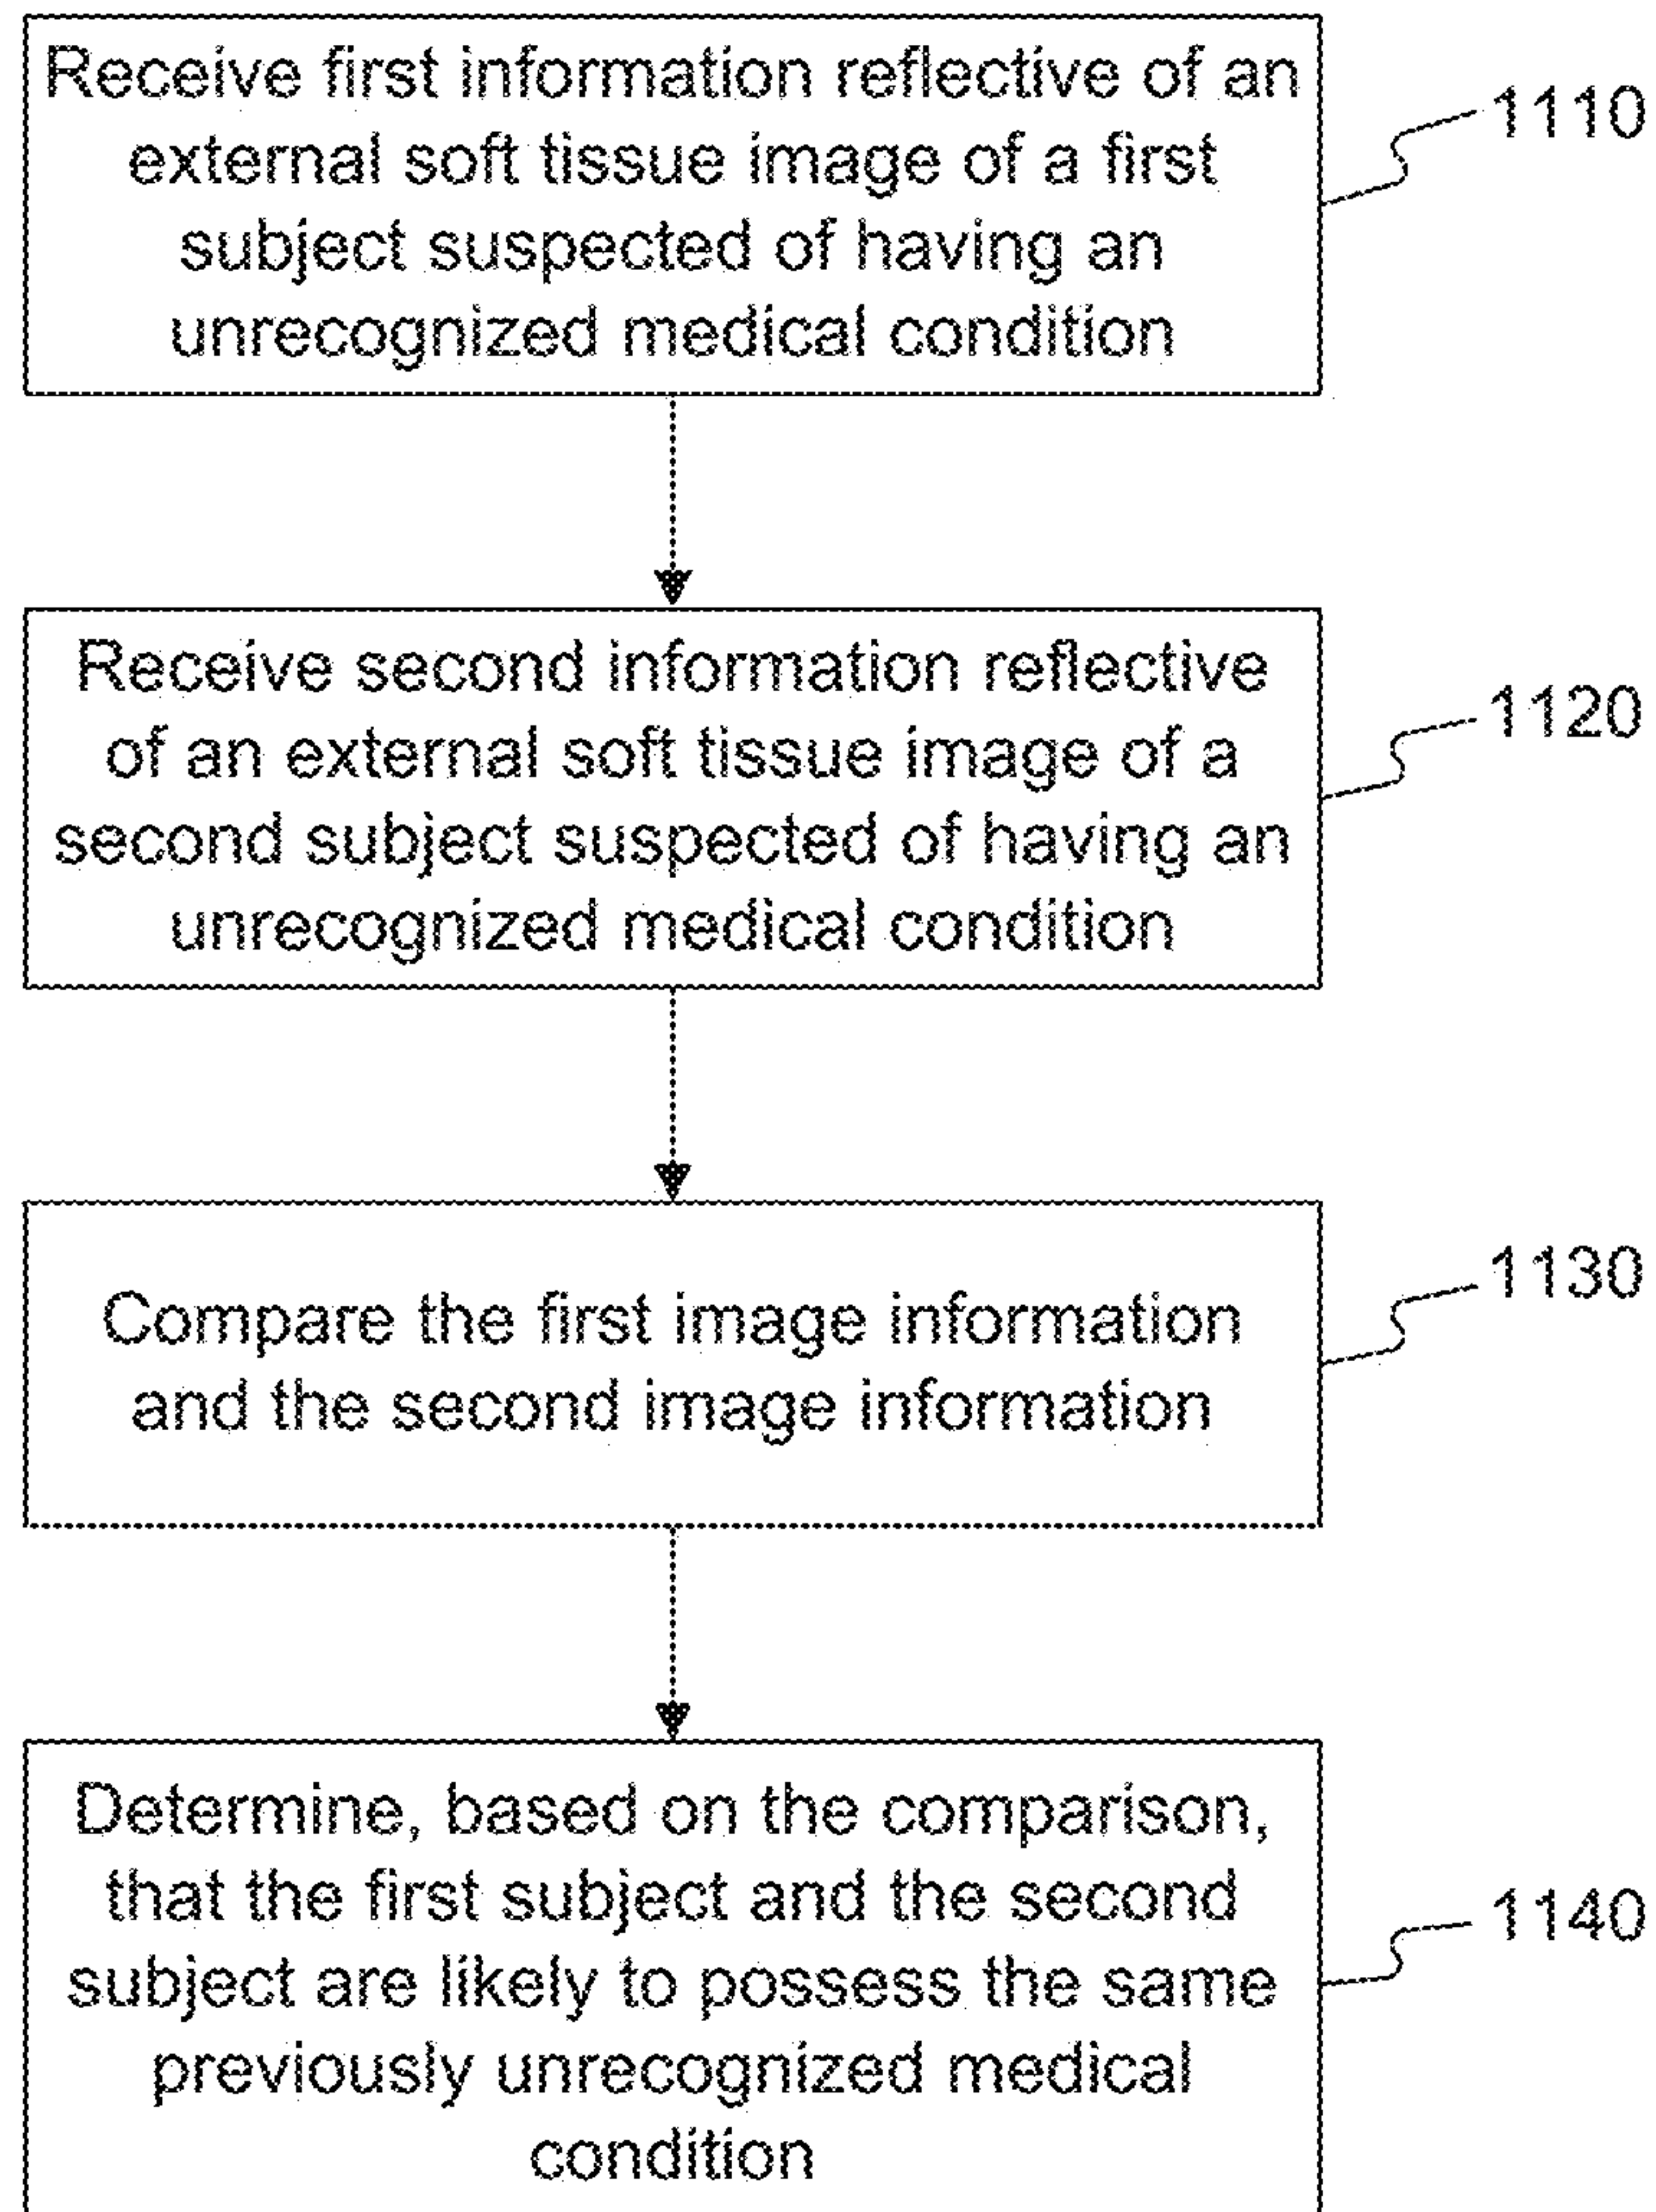 Receive first information reflective of an
external soft tissue image of a first
subject suspected of having an
unrecognized medical condition
1110
Receive second information reflective
of an external soft tissue image of a
second subject suspected of having an
unrecognized medical condition
1120
Compare the first image information
and the second image information
1130
Determine, based on the comparison,
that the first subject and the second
subject are likely to possess the same
previously unrecognized medical
condition
1140